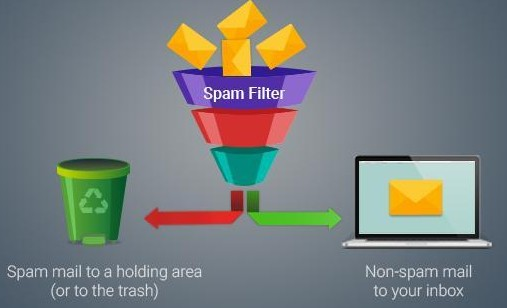 Spam Filter
Spam mail to a holding area
(or to the trash)
Non-spam mail
to your inbox